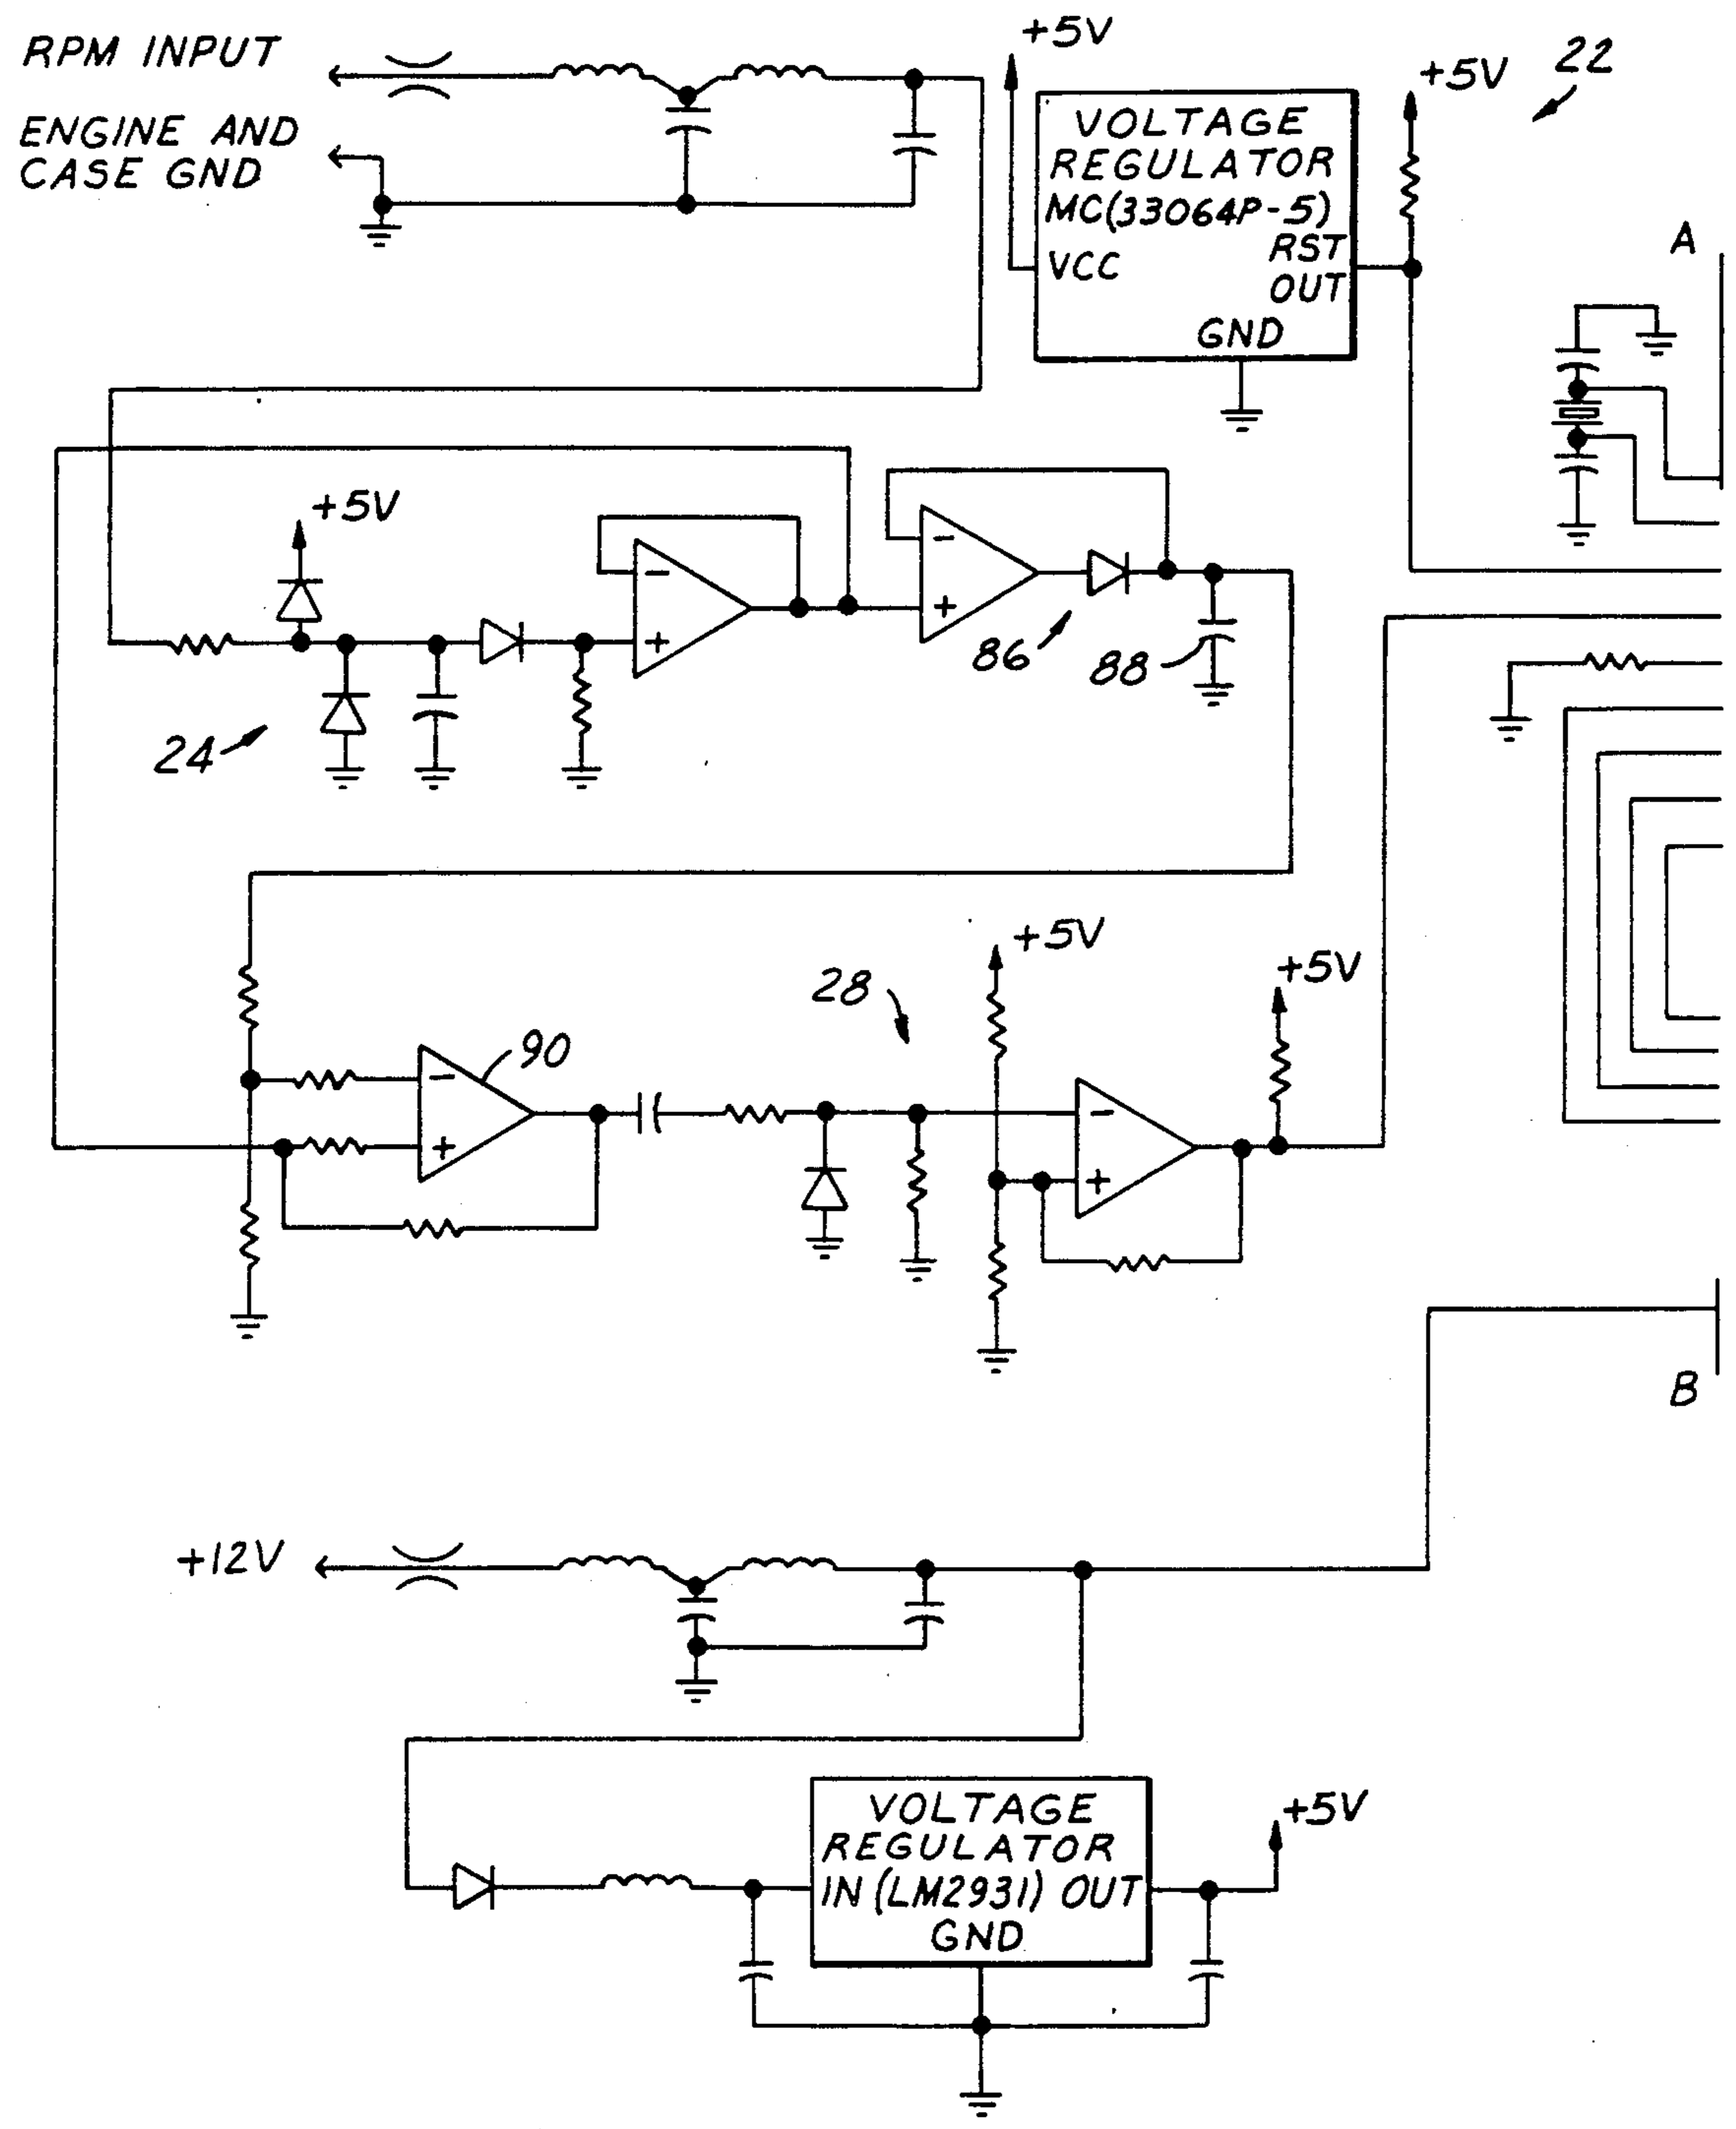 RPM INPUT
ENGINE AND
CASE GND
+5V
VOLTAGE
REGULATOR
MC(33064P-5)
VCC
RST
OUT
GND
+5V
22
A
+5V
-
+
-
+
86
88
24
28
+5V
+5V
90
-
+
-
+
B
+12V
VOLTAGE
REGULATOR
IN (LM2931) OUT
GND
+5V